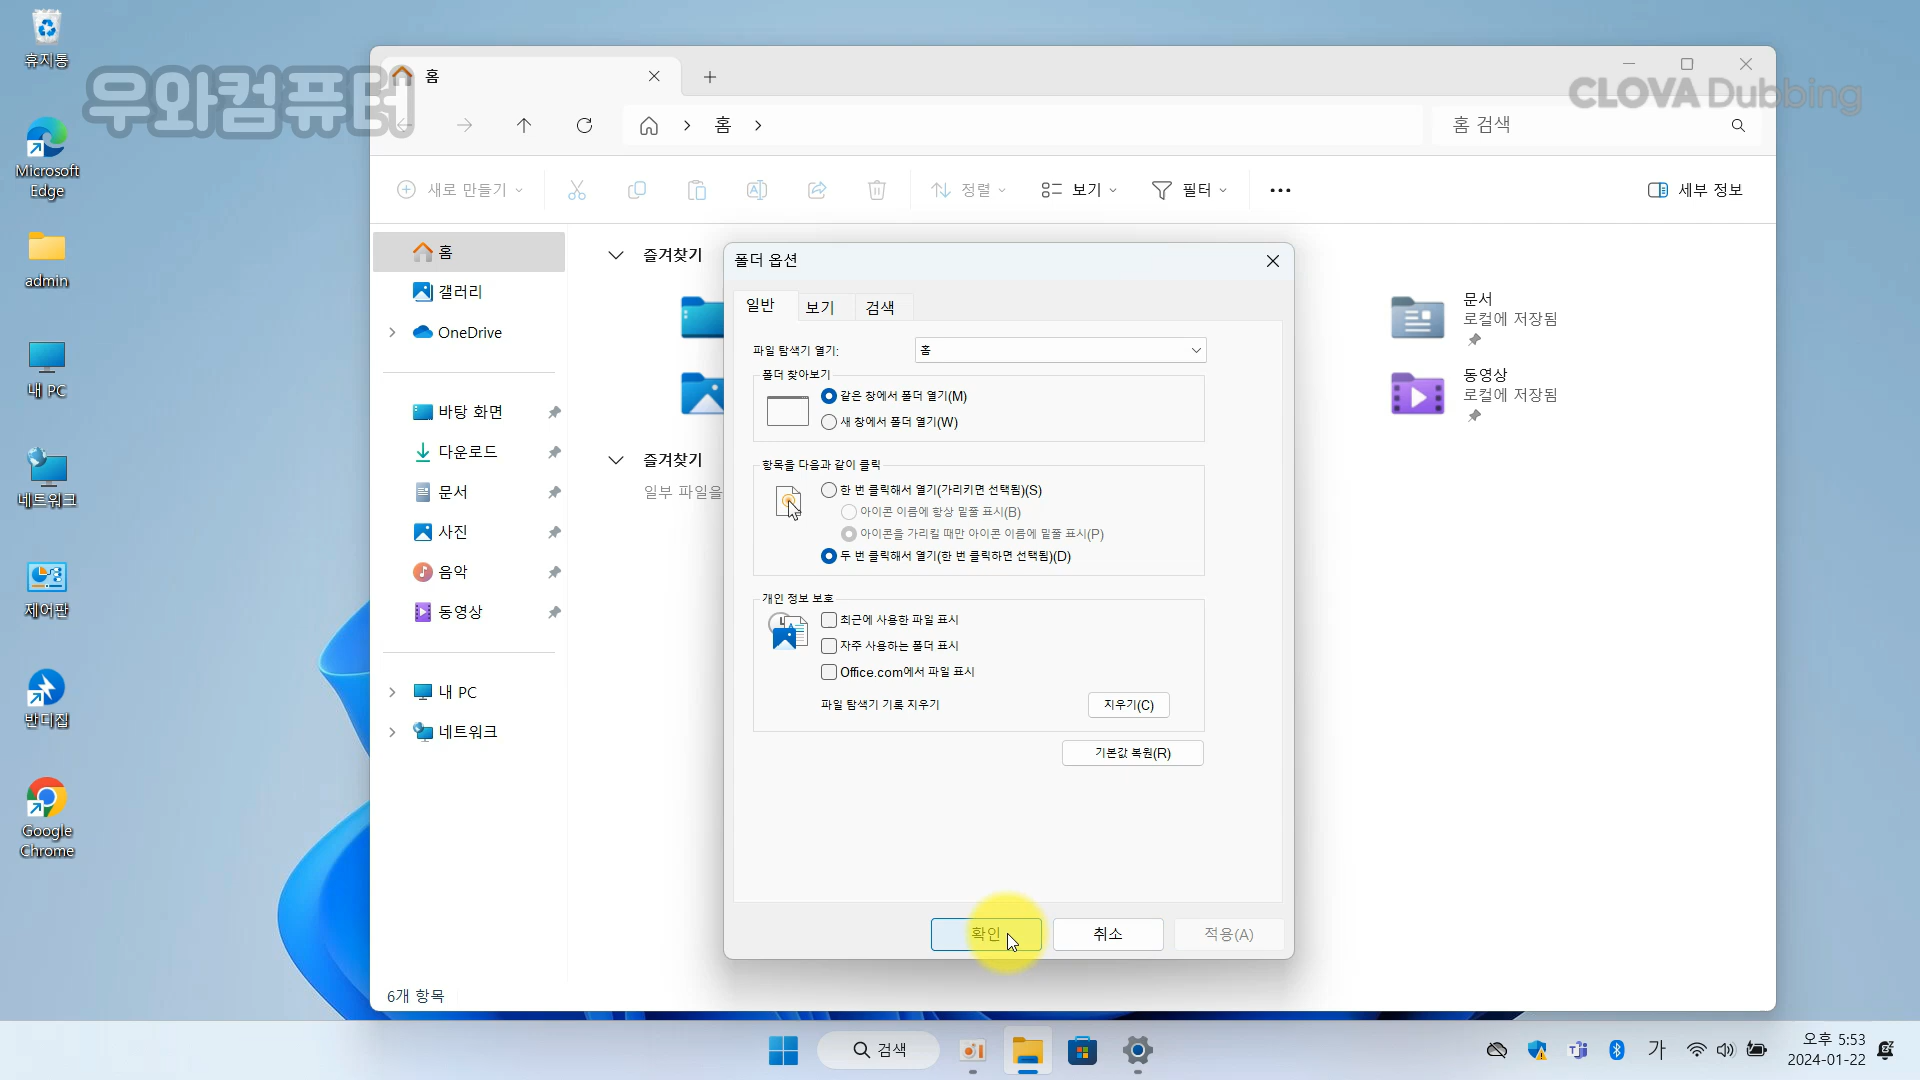 휴지통
Microsoft
Edge
admin
내 PC
네트워크
제어판
반디집
Google
Chrome
우와컴퓨터
CLOVA Dubbing
홈
홈
홈 검색
새로 만들기
정렬
보기
필터
세부 정보
홈
갤러리
OneDrive
바탕 화면
다운로드
문서
사진
음악
동영상
내 PC
네트워크
6개 항목
즐겨찾기
즐겨찾기
일부 파일을
문서
로컬에 저장됨
동영상
로컬에 저장됨
폴더 옵션
일반
보기
검색
파일 탐색기 열기:
홈
폴더 찾아보기
같은 창에서 폴더 열기(M)
새 창에서 폴더 열기(W)
항목을 다음과 같이 클릭
한 번 클릭해서 열기(가리키면 선택됨)(S)
아이콘 이름에 항상 밑줄 표시(B)
아이콘을 가리킬 때만 아이콘 이름에 밑줄 표시(P)
두 번 클릭해서 열기(한 번 클릭하면 선택됨)(D)
개인 정보 보호
최근에 사용한 파일 표시
자주 사용하는 폴더 표시
Office.com에서 파일 표시
파일 탐색기 기록 지우기
지우기(C)
기본값 복원(R)
확인
취소
적용(A)
검색
가
오후 5:53
2024-01-22